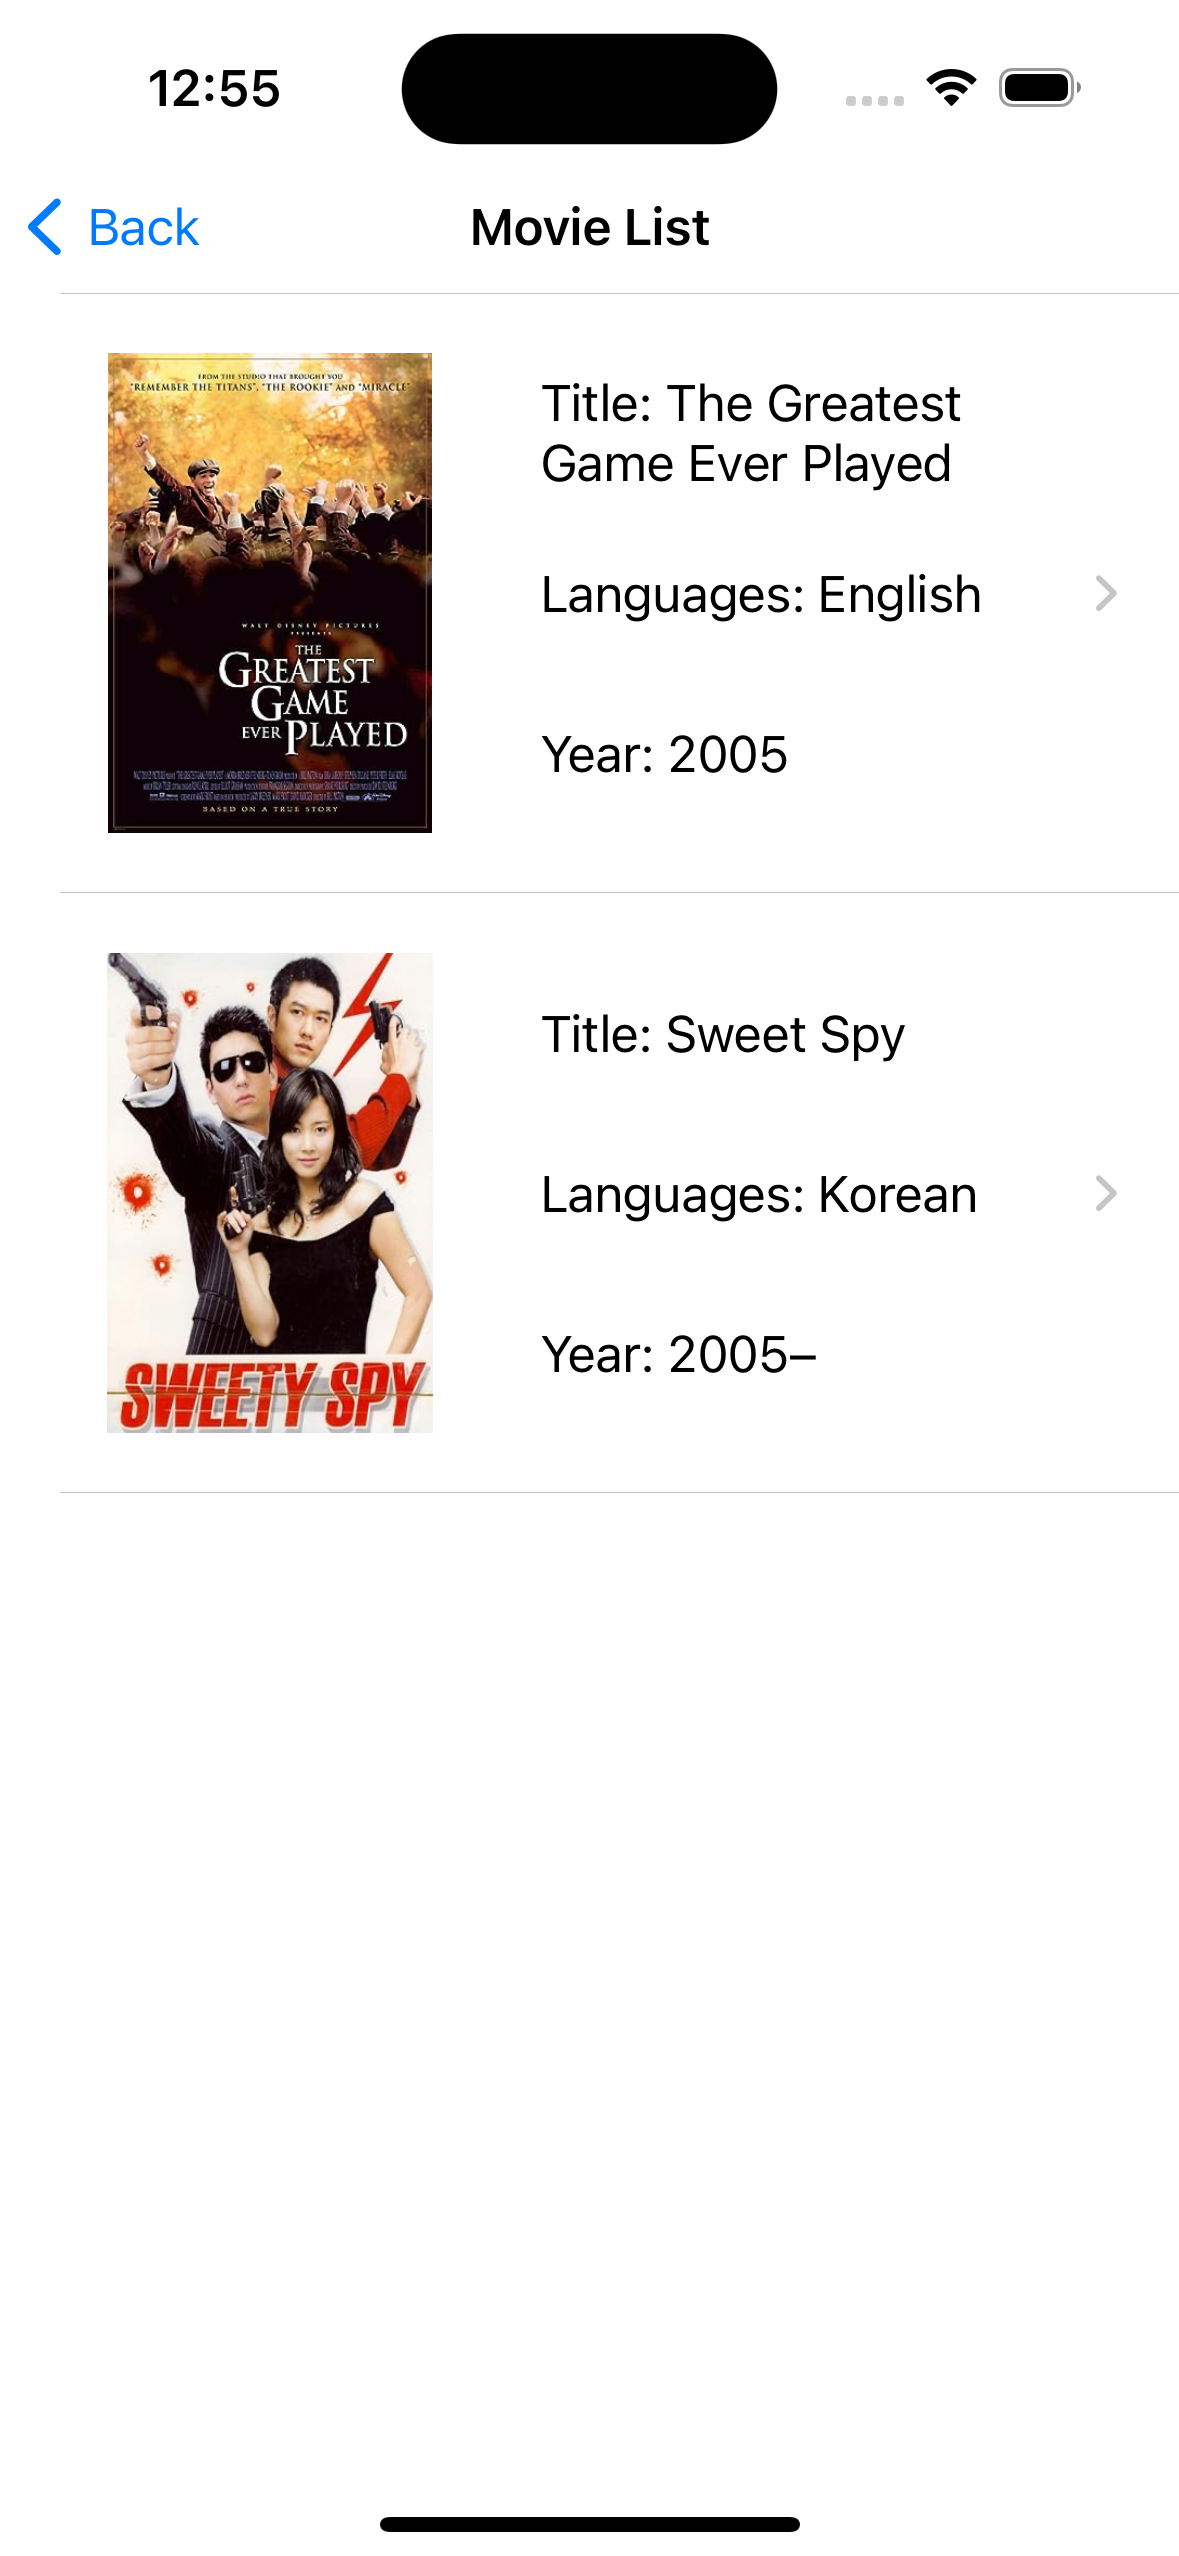 12:55
Back
Movie List
FROM THE STUDIO THAT BROUGHT YOU
"REMEMBER THE TITANS", "THE ROOKIE" AND "MIRACLE"
WALT DISNEY PICTURES
PRESENTS
THE
GREATEST
GAME
EVER PLAYED
BASED ON A TRUE STORY
Title: The Greatest
Game Ever Played
Languages: English
Year: 2005
SWEETY SPY
Title: Sweet Spy
Languages: Korean
Year: 2005–